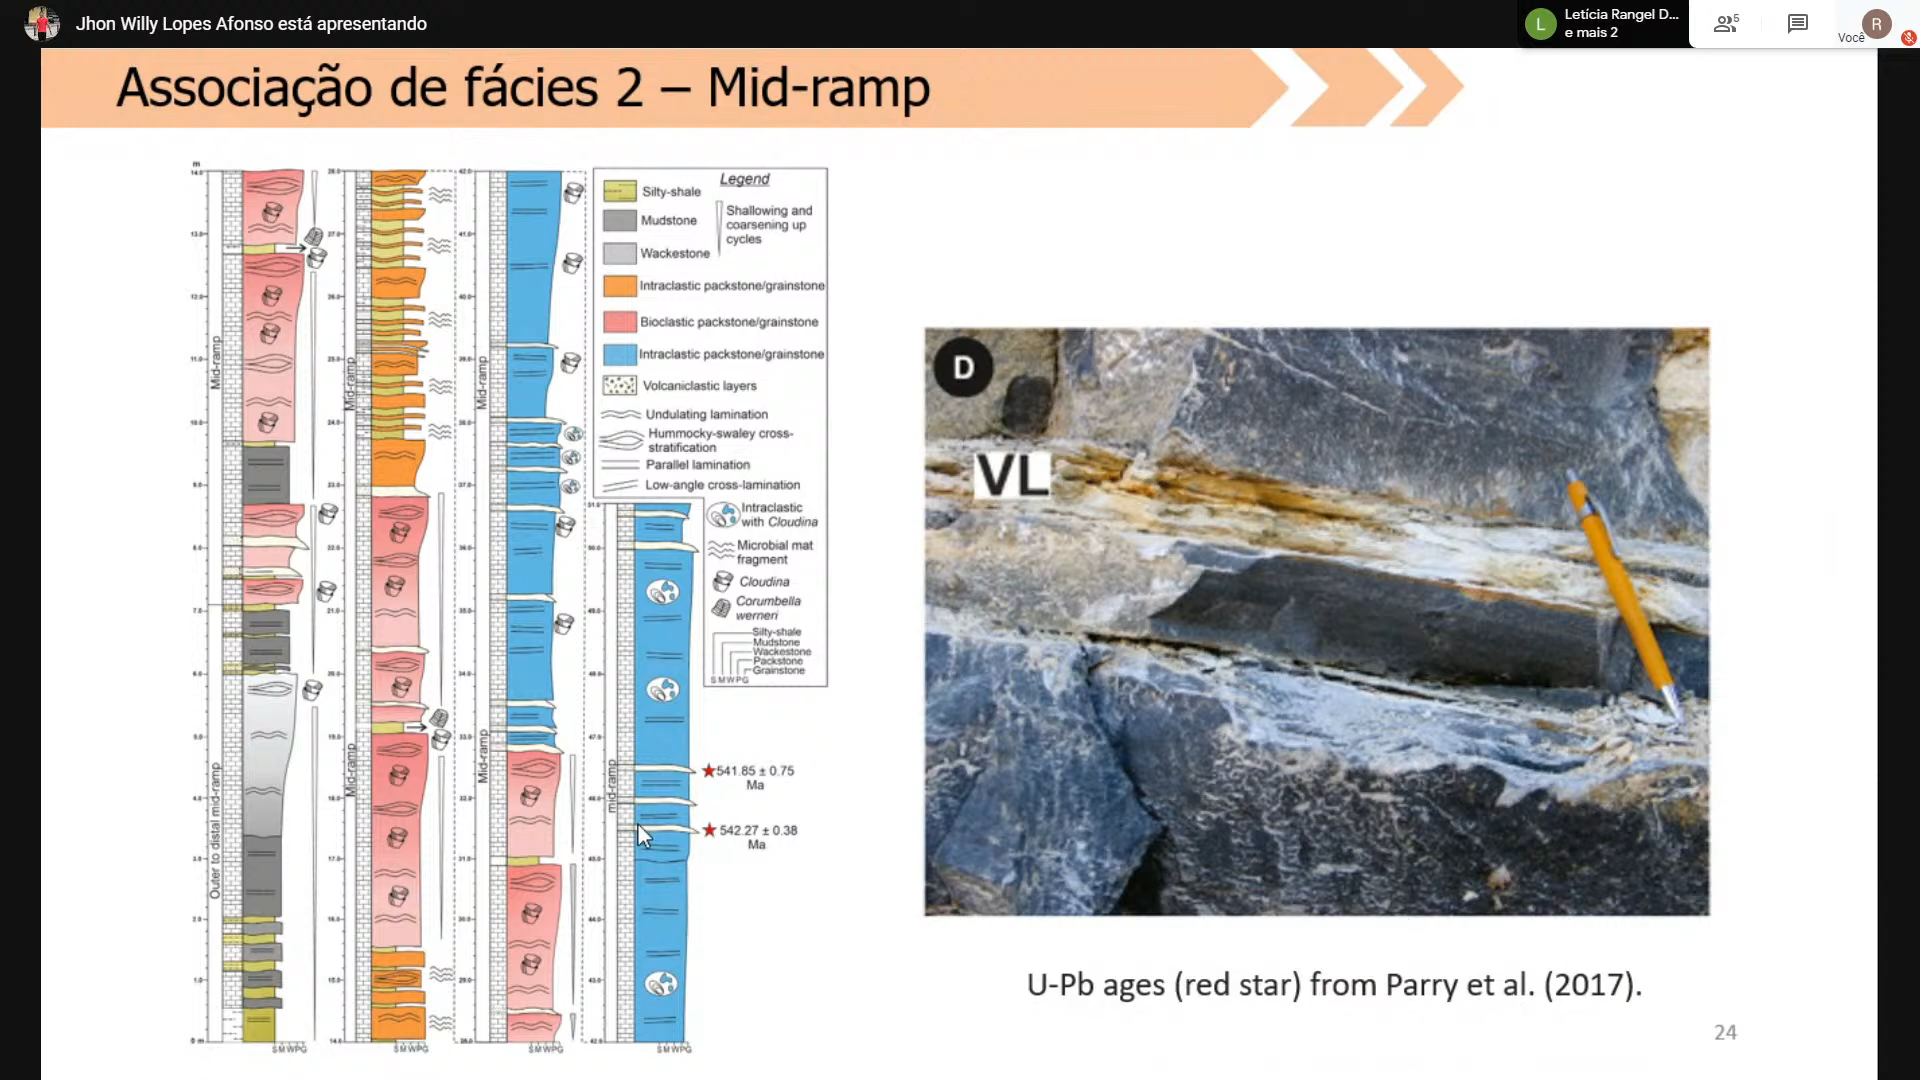 Jhon Willy Lopes Afonso está apresentando
L
Letícia Rangel D...
e mais 2
5
Você
R
Associação de fácies 2 – Mid-ramp
m
Legend
Silty-shale
Mudstone
Wackestone
Shallowing and
coarsening up
cycles
Intraclastic packstone/grainstone
Bioclastic packstone/grainstone
Intraclastic packstone/grainstone
Volcaniclastic layers
Undulating lamination
Hummocky-swaley cross-
stratification
Parallel lamination
Low-angle cross-lamination
Intraclastic
with Cloudina
Microbial mat
fragment
Cloudina
Corumbella
werneri
Silty-shale
Mudstone
Wackestone
Packstone
Grainstone
S M W P G
Mid-ramp
Outer to distal mid-ramp
Mid-ramp
Mid-ramp
Mid-ramp
Mid-ramp
mid-ramp
541.85 ± 0.75
Ma
542.27 ± 0.38
Ma
S M W P G
S M W P G
S M W P G
S M W P G
D
VL
U-Pb ages (red star) from Parry et al. (2017).
24